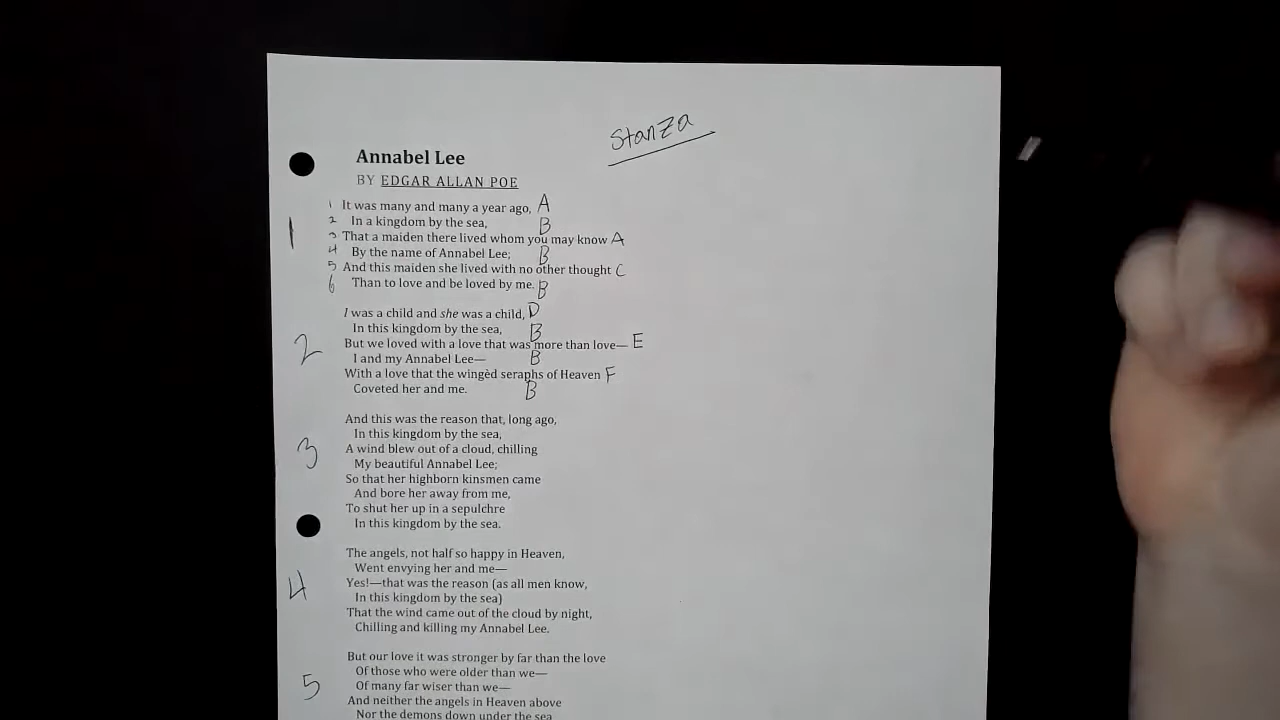 Stanza
Annabel Lee
BY EDGAR ALLAN POE
1
1 It was many and many a year ago, A
2 In a kingdom by the sea, B
3 That a maiden there lived whom you may know A
4 By the name of Annabel Lee; B
5 And this maiden she lived with no other thought C
6 Than to love and be loved by me. B
2
I was a child and she was a child, D
In this kingdom by the sea, B
But we loved with a love that was more than love— E
I and my Annabel Lee— B
With a love that the wingèd seraphs of Heaven F
Coveted her and me. B
3
And this was the reason that, long ago,
In this kingdom by the sea,
A wind blew out of a cloud, chilling
My beautiful Annabel Lee;
So that her highborn kinsmen came
And bore her away from me,
To shut her up in a sepulchre
In this kingdom by the sea.
4
The angels, not half so happy in Heaven,
Went envying her and me—
Yes!—that was the reason (as all men know,
In this kingdom by the sea)
That the wind came out of the cloud by night,
Chilling and killing my Annabel Lee.
5
But our love it was stronger by far than the love
Of those who were older than we—
Of many far wiser than we—
And neither the angels in Heaven above
Nor the demons down under the sea